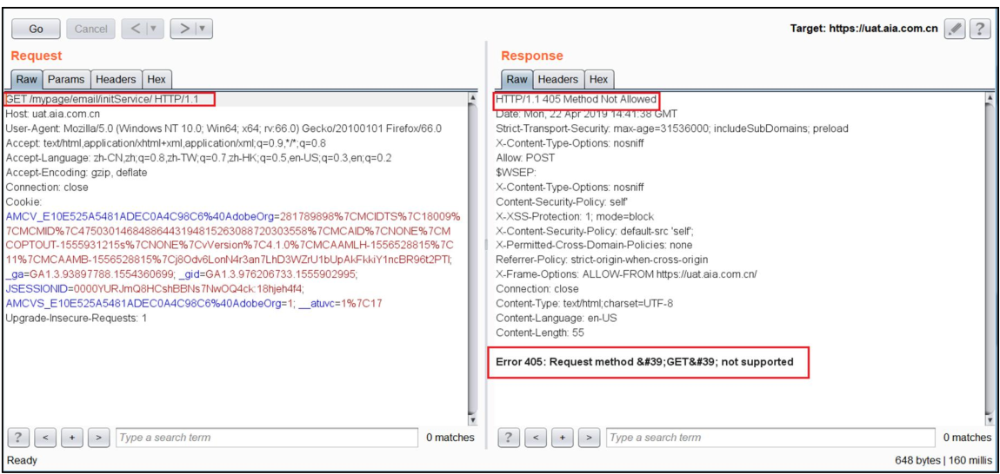 Go Cancel < > Target: https://uat.aia.com.cn ?
Request
Raw Params Headers Hex
GET /mypage/email/initService/ HTTP/1.1
Host: uat.aia.com.cn
User-Agent: Mozilla/5.0 (Windows NT 10.0; Win64; x64; rv:66.0) Gecko/20100101 Firefox/66.0
Accept: text/html,application/xhtml+xml,application/xml;q=0.9,*/*;q=0.8
Accept-Language: zh-CN,zh;q=0.8,zh-TW;q=0.7,zh-HK;q=0.5,en-US;q=0.3,en;q=0.2
Accept-Encoding: gzip, deflate
Connection: close
Cookie:
AMCV_E10E525A5481ADEC0A4C98C6%40AdobeOrg=281789898%7CMCIDTS%7C18009%
7CMCMID%7C47503014684886443194815263088720303558%7CMCAID%7CNONE%7CM
COPTOUT-1555931215s%7CNONE%7CvVersion%7C4.1.0%7CMCAAMLH-1556528815%7C
11%7CMCAAMB-1556528815%7Cj8Odv6LonN4r3an7LhD3WZrU1bUpAkFkkiY1ncBR96t2PTI;
_ga=GA1.3.93897788.1554360699; _gid=GA1.3.976206733.1555902995;
JSESSIONID=0000YURJmQ8HCshBBNs7NwOQ4ck:18hjeh4f4;
AMCVS_E10E525A5481ADEC0A4C98C6%40AdobeOrg=1; __atuvc=1%7C17
Upgrade-Insecure-Requests: 1
? < + > Type a search term 0 matches
Response
Raw Headers Hex
HTTP/1.1 405 Method Not Allowed
Date: Mon, 22 Apr 2019 14:41:38 GMT
Strict-Transport-Security: max-age=31536000; includeSubDomains; preload
X-Content-Type-Options: nosniff
Allow: POST
$WSEP:
X-Content-Type-Options: nosniff
Content-Security-Policy: self'
X-XSS-Protection: 1; mode=block
X-Content-Security-Policy: default-src 'self';
X-Permitted-Cross-Domain-Policies: none
Referrer-Policy: strict-origin-when-cross-origin
X-Frame-Options: ALLOW-FROM https://uat.aia.com.cn/
Connection: close
Content-Type: text/html;charset=UTF-8
Content-Language: en-US
Content-Length: 55
Error 405: Request method &#39;GET&#39; not supported
? < + > Type a search term 0 matches
Ready 648 bytes | 160 millis